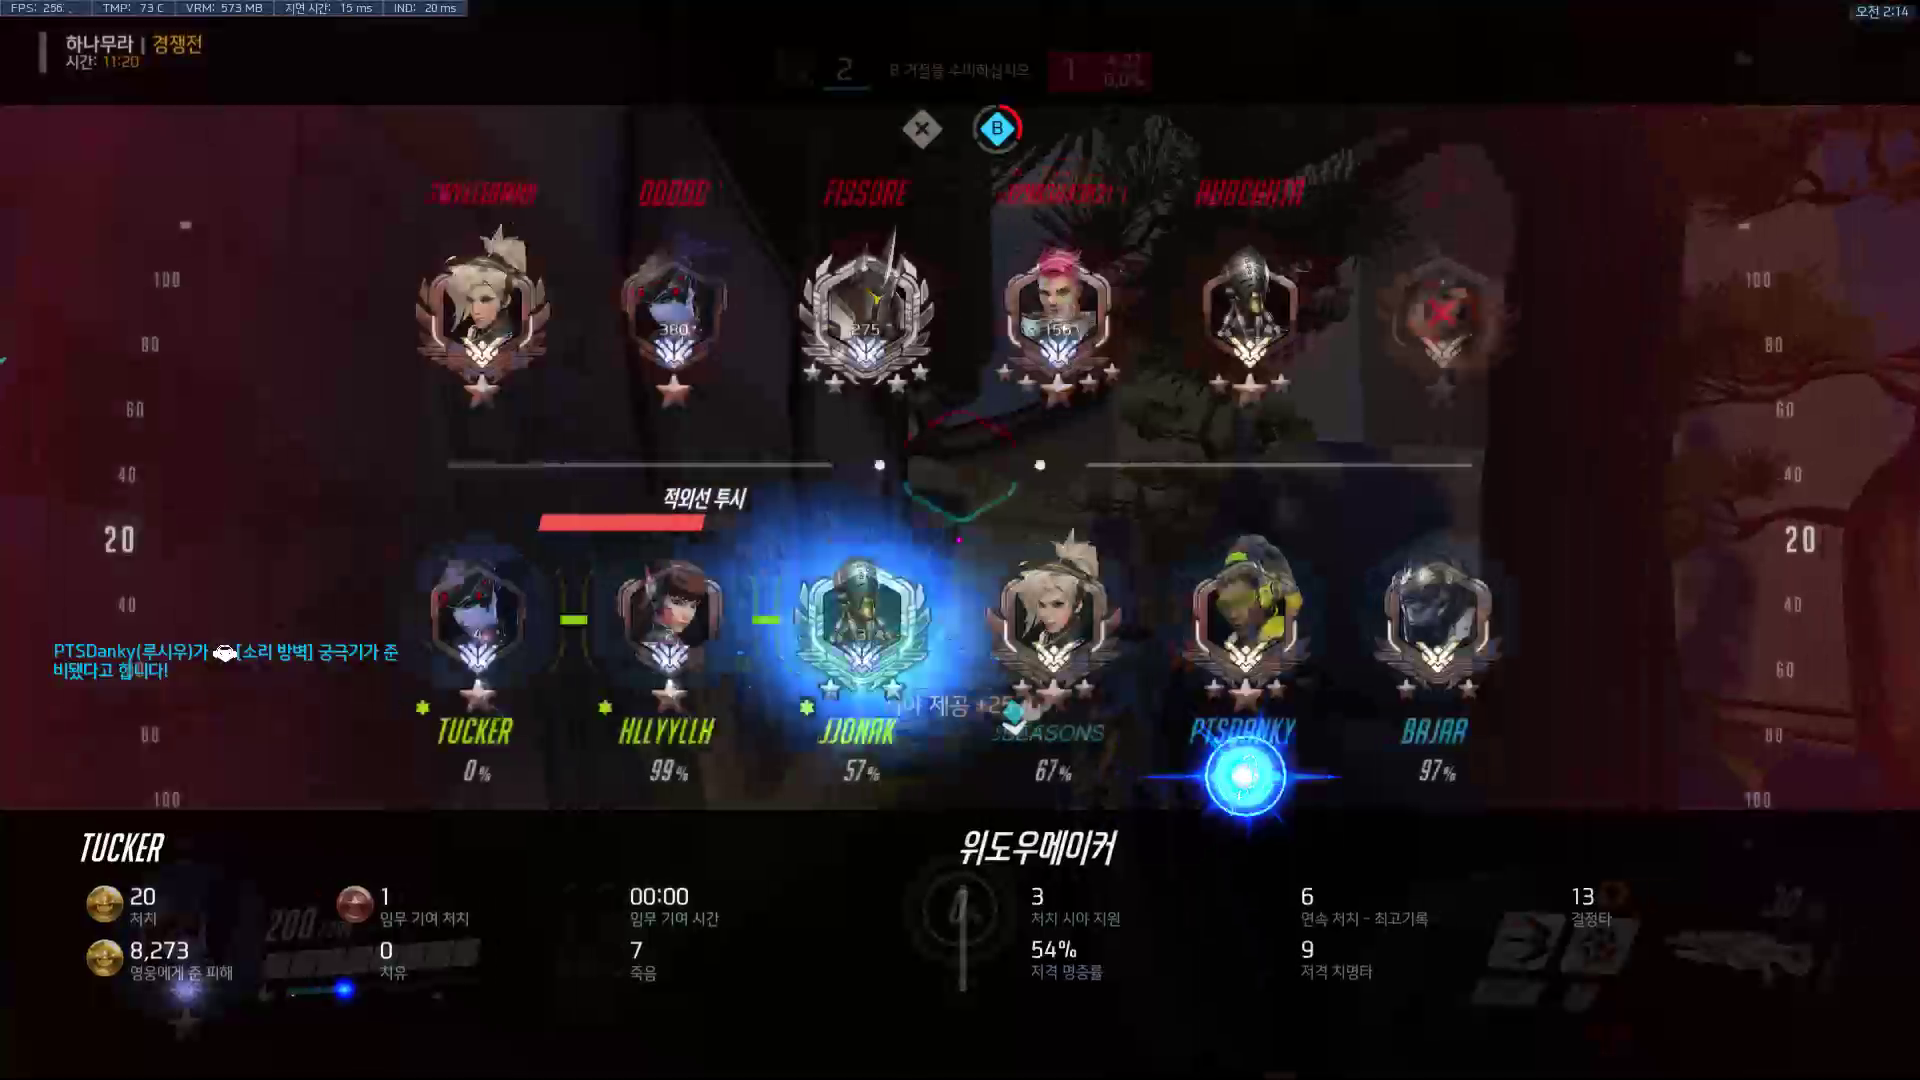 FPS: 256 TMP: 73 C VRM: 573 MB 지연 시간: 15 ms IND: 20 ms
오전 2:14
하나무라 | 경쟁전
시간: 11:20
2 B 거점을 수비하십시오 1
0.0%
B
FISSURE
380
275
100 100
80 80
60 60
40 40
20 20
40 40
60
80 80
100 100
적외선 투시
PTSDanky(루시우)가 [소리 방벽] 궁극기가 준
비됐다고 합니다!
제공 +25
TUCKER HLLYYLLH JJONAK PTSDANKY BAJAA
0% 99% 57% 67% 97%
TUCKER
20
처치
1
임무 기여 처치
00:00
임무 기여 시간
8,273
영웅에게 준 피해
0
치유
7
죽음
200
위도우메이커
3
처치 시야 지원
6
연속 처치 - 최고기록
13
결정타
54%
저격 명중률
9
저격 치명타